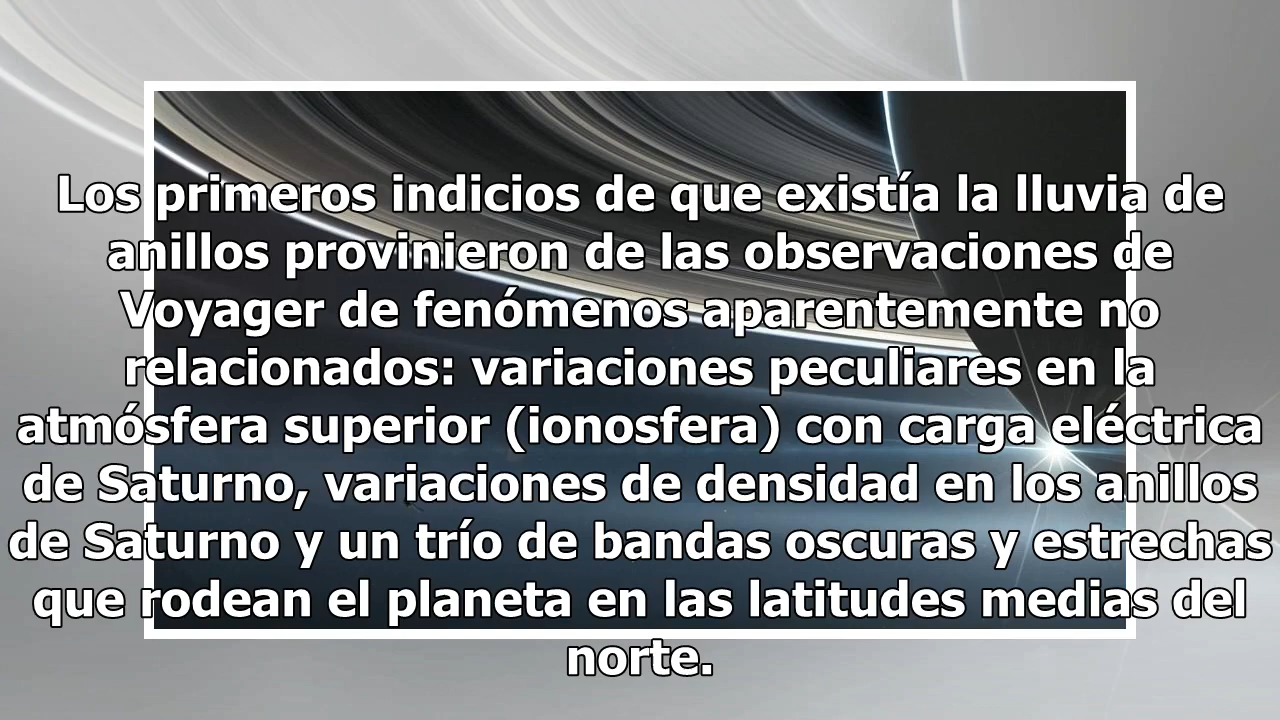 Los primeros indicios de que existía la lluvia de
anillos provinieron de las observaciones de
Voyager de fenómenos aparentemente no
relacionados: variaciones peculiares en la
atmósfera superior (ionosfera) con carga eléctrica
de Saturno, variaciones de densidad en los anillos
de Saturno y un trío de bandas oscuras y estrechas
que rodean el planeta en las latitudes medias del
norte.